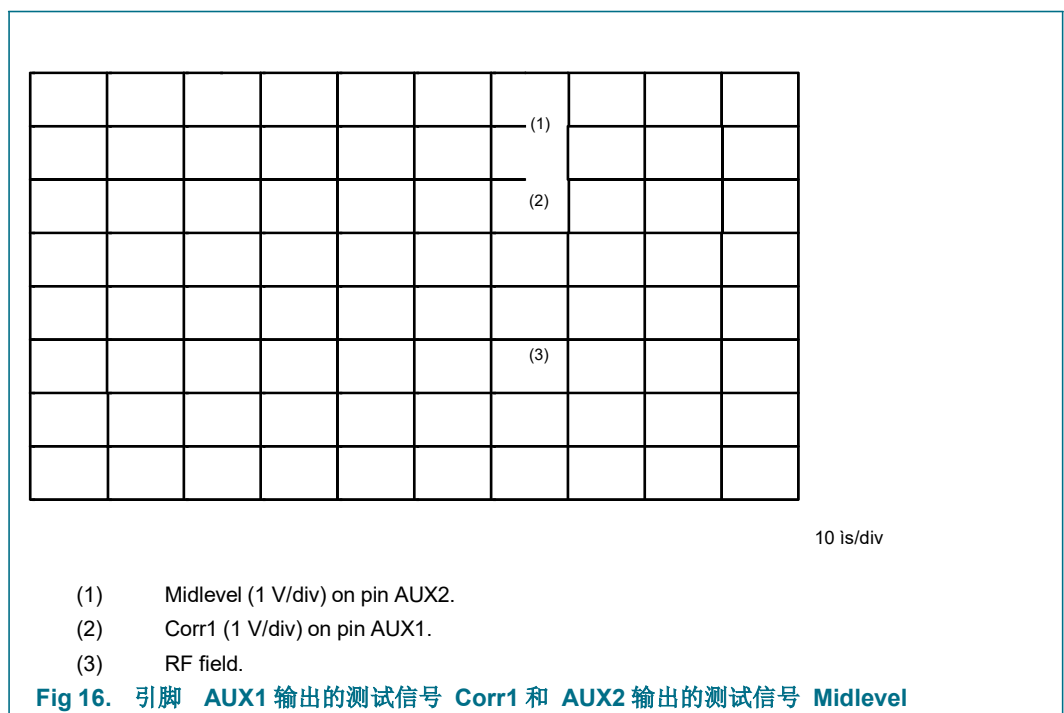 (1)
(2)
(3)
10 ìs/div
(1) Midlevel (1 V/div) on pin AUX2.
(2) Corr1 (1 V/div) on pin AUX1.
(3) RF field.
Fig 16. 引脚 AUX1 输出的测试信号 Corr1 和 AUX2 输出的测试信号 Midlevel